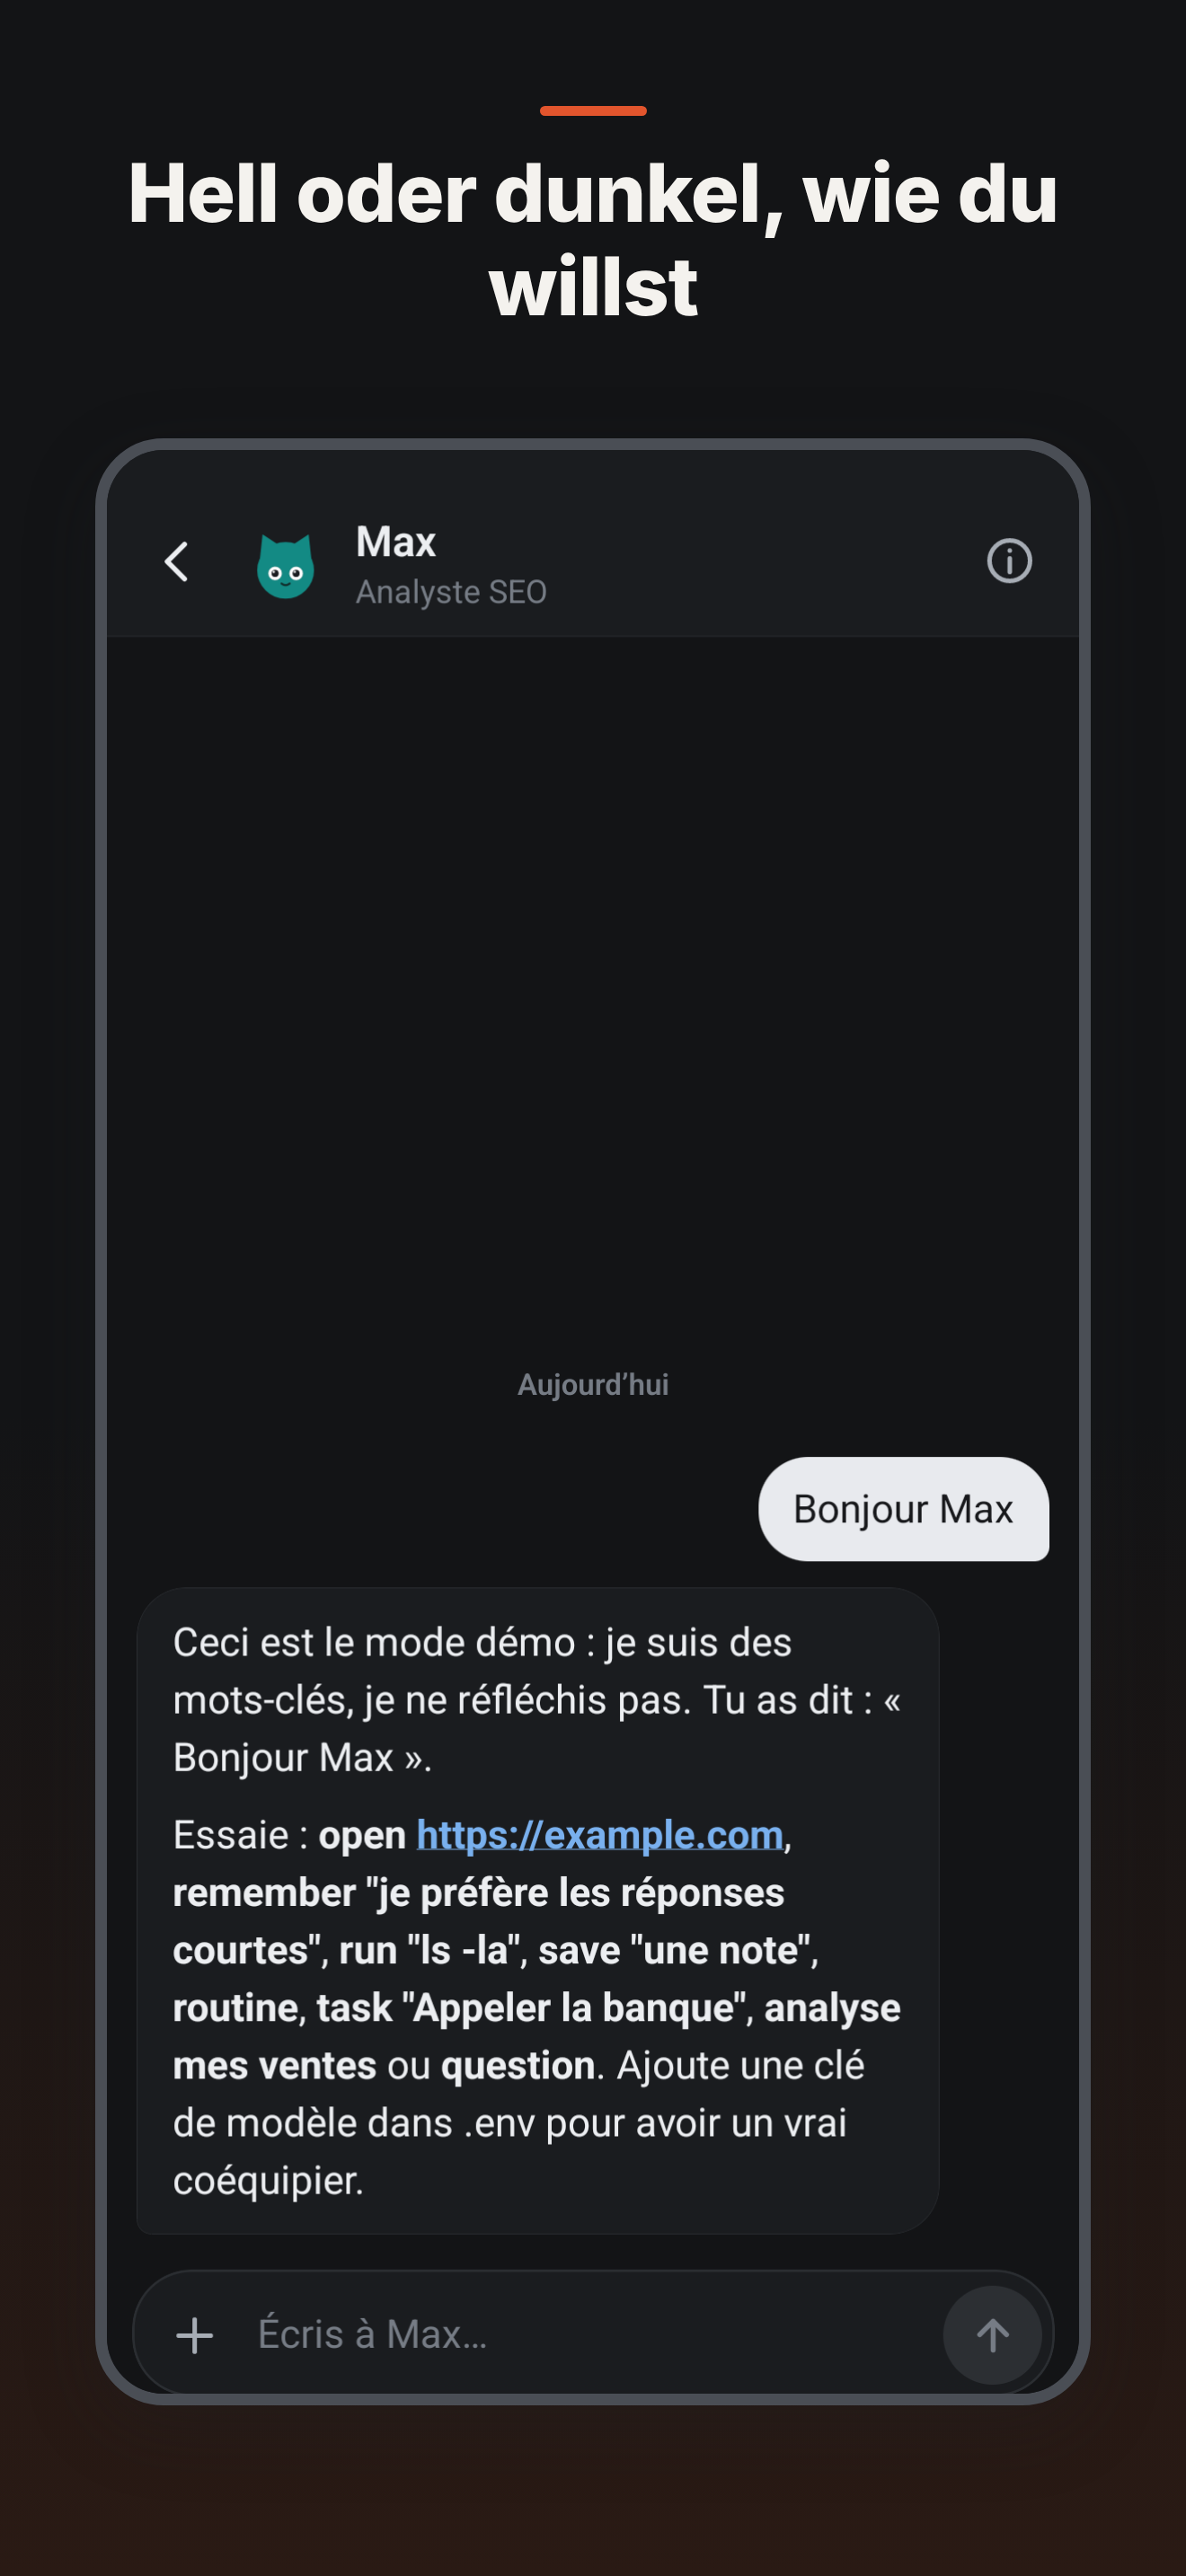 Hell oder dunkel, wie du
willst
Max
Analyste SEO
Aujourd’hui
Bonjour Max
Ceci est le mode démo : je suis des
mots-clés, je ne réfléchis pas. Tu as dit : «
Bonjour Max ».
Essaie : open https://example.com,
remember "je préfère les réponses
courtes", run "ls -la", save "une note",
routine, task "Appeler la banque", analyse
mes ventes ou question. Ajoute une clé
de modèle dans .env pour avoir un vrai
coéquipier.
Écris à Max…